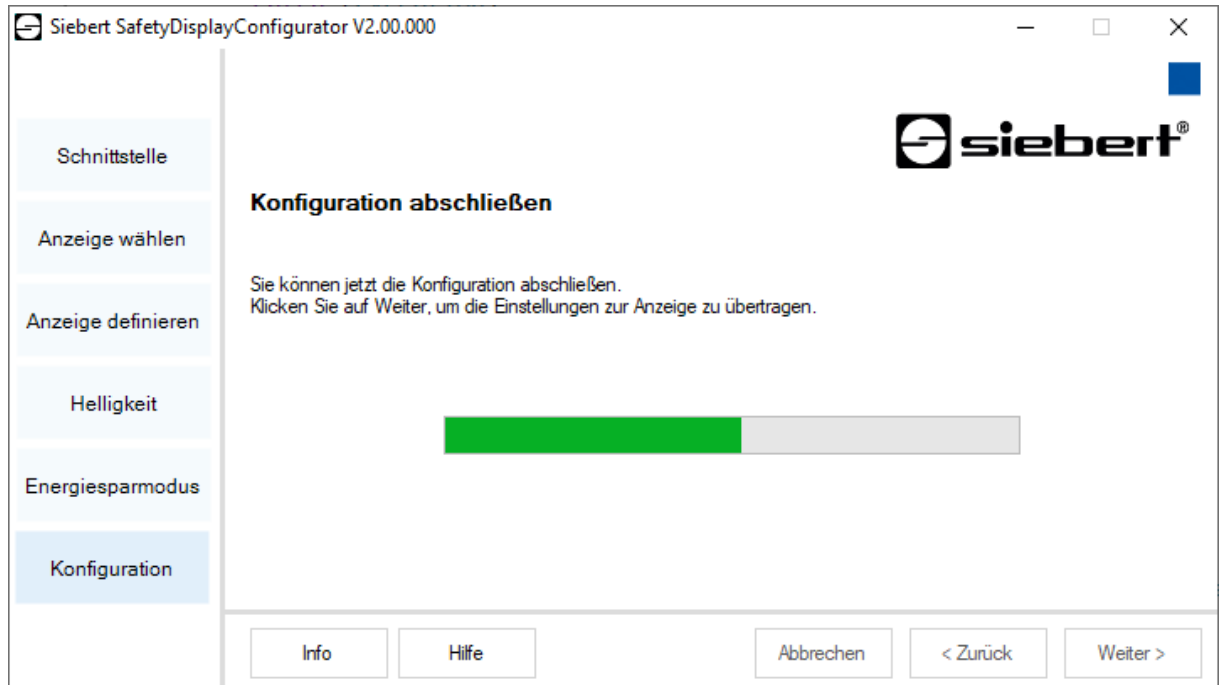 Siebert SafetyDisplayConfigurator V2.00.000
siebert®
Schnittstelle
Anzeige wählen
Anzeige definieren
Helligkeit
Energiesparmodus
Konfiguration
Konfiguration abschließen
Sie können jetzt die Konfiguration abschließen.
Klicken Sie auf Weiter, um die Einstellungen zur Anzeige zu übertragen.
Info
Hilfe
Abbrechen
< Zurück
Weiter >